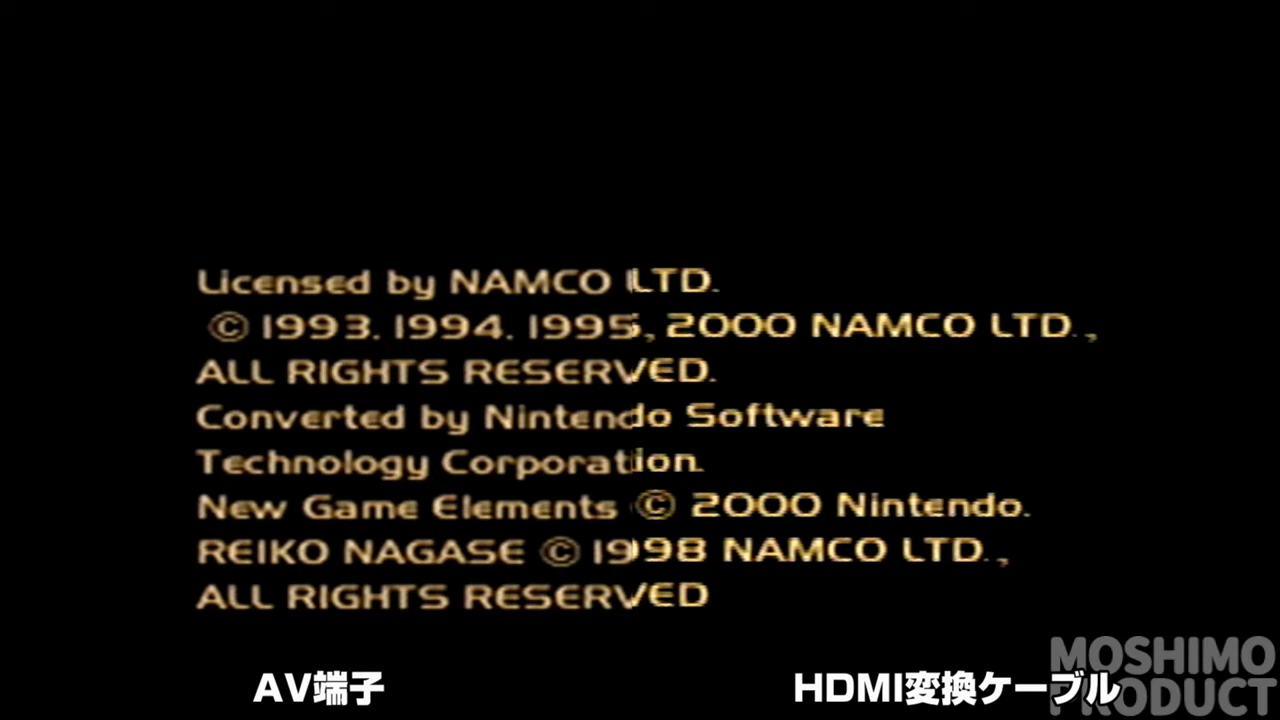 Licensed by NAMCO LTD.
© 1993, 1994, 1995, 2000 NAMCO LTD.,
ALL RIGHTS RESERVED.
Converted by Nintendo Software
Technology Corporation.
New Game Elements © 2000 Nintendo.
REIKO NAGASE © 1998 NAMCO LTD.,
ALL RIGHTS RESERVED
AV端子
HDMI変換ケーブル
MOSHIMO
PRODUCT